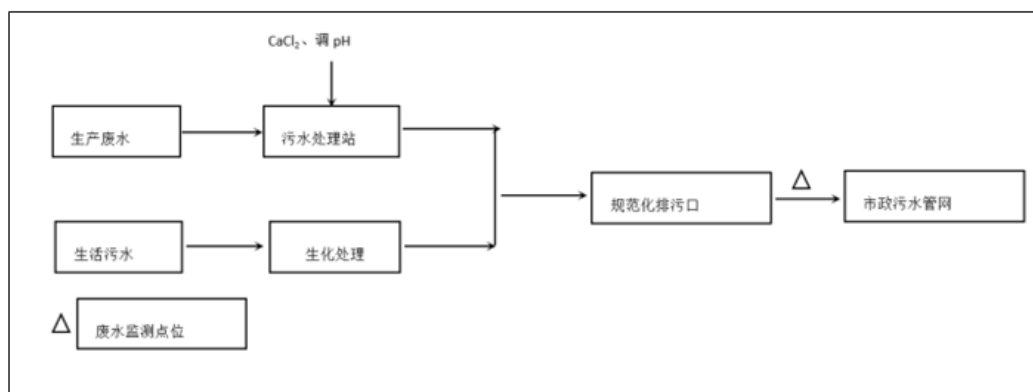 CaCl₂、调 pH
生产废水
污水处理站
规范化排污口
△
市政污水管网
生活污水
生化处理
△
废水监测点位